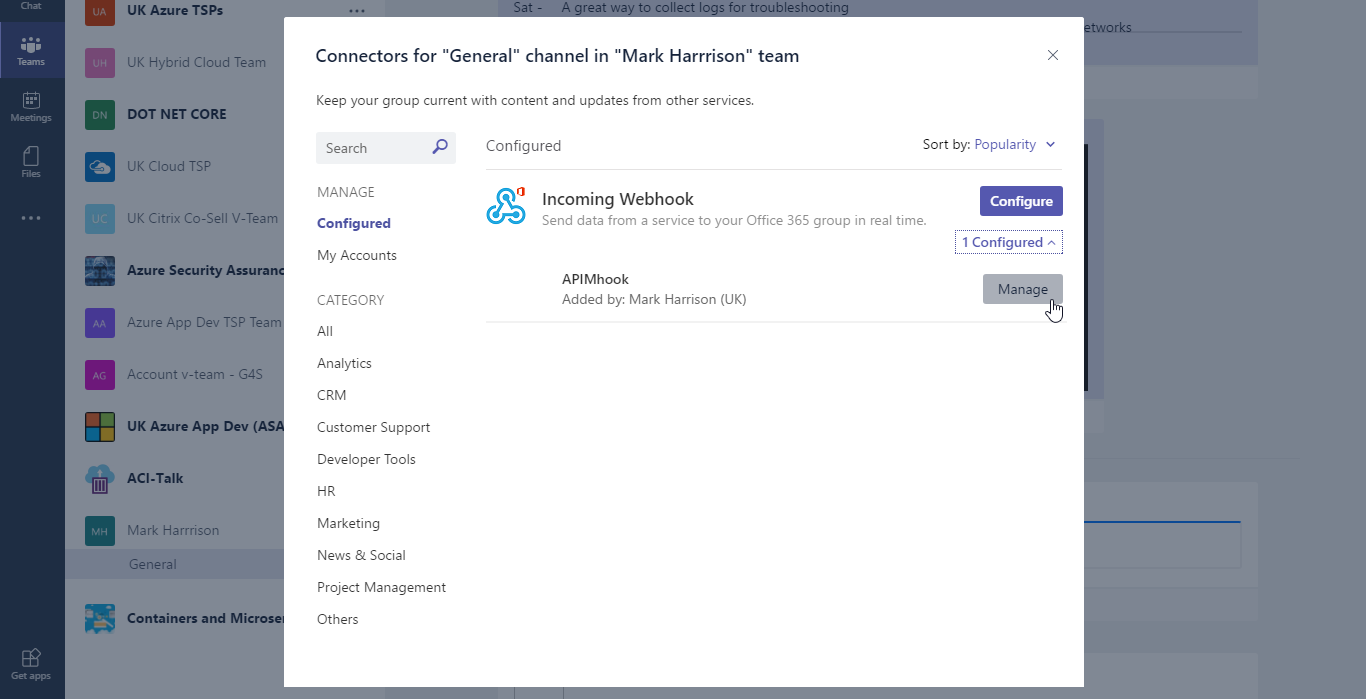 Chat
Teams
Meetings
Files
Get apps
UA UK Azure TSPs
UH UK Hybrid Cloud Team
DN DOT NET CORE
UK Cloud TSP
UC UK Citrix Co-Sell V-Team
Azure Security Assuranc
AA Azure App Dev TSP Team
AG Account v-team - G4S
UK Azure App Dev (ASA
ACI-Talk
MH Mark Harrrison
General
Containers and Microser
Sat - A great way to collect logs for troubleshooting
etworks
Connectors for "General" channel in "Mark Harrrison" team
Keep your group current with content and updates from other services.
Search
MANAGE
Configured
My Accounts
CATEGORY
All
Analytics
CRM
Customer Support
Developer Tools
HR
Marketing
News & Social
Project Management
Others
Configured
Sort by: Popularity
Incoming Webhook
Send data from a service to your Office 365 group in real time.
Configure
1 Configured
APIMhook
Added by: Mark Harrison (UK)
Manage